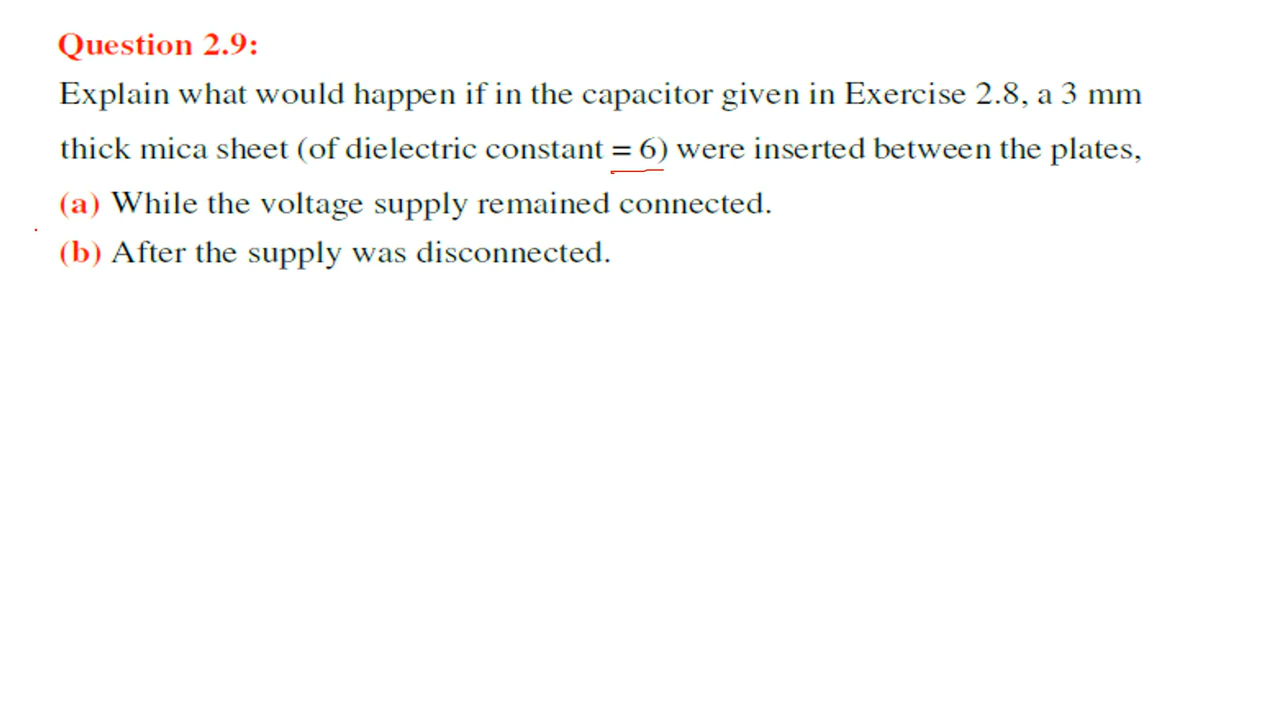 Question 2.9:
Explain what would happen if in the capacitor given in Exercise 2.8, a 3 mm
thick mica sheet (of dielectric constant = 6) were inserted between the plates,
(a) While the voltage supply remained connected.
(b) After the supply was disconnected.